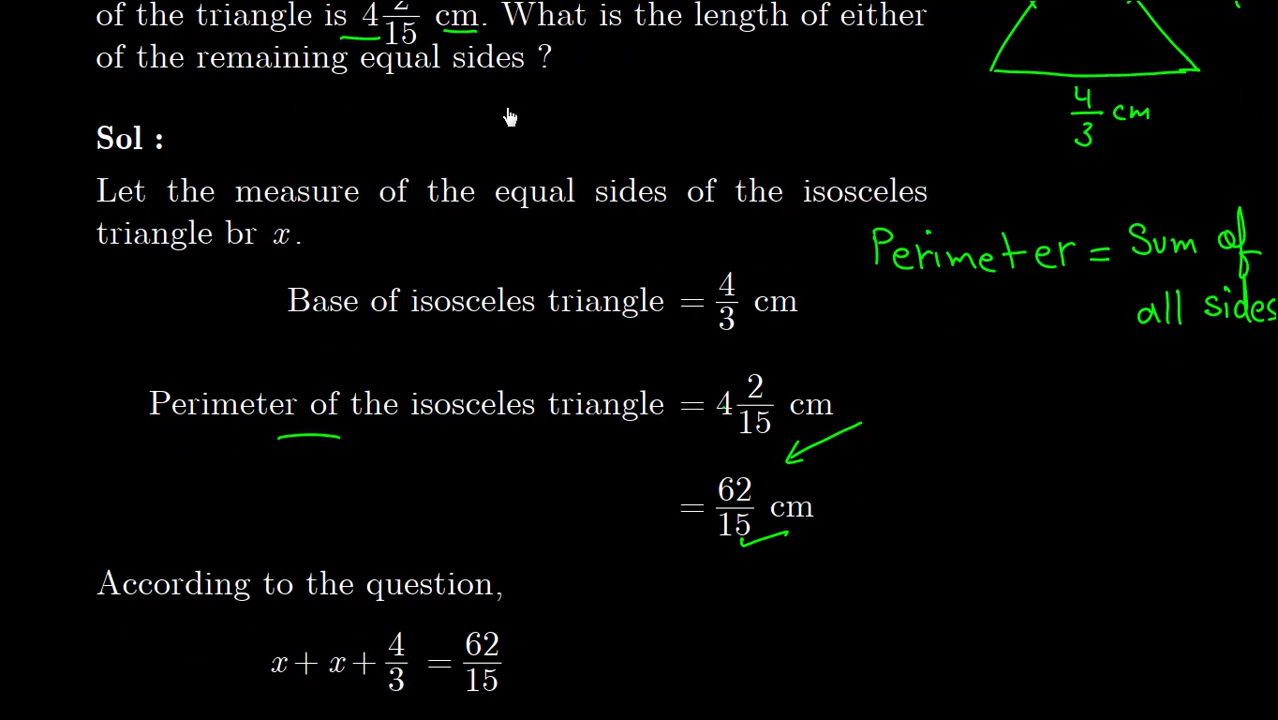 of the triangle is 4 2/15 cm. What is the length of either
of the remaining equal sides ?
4/3 cm
Sol :
Let the measure of the equal sides of the isosceles
triangle br x.
Perimeter = Sum of
all sides
Base of isosceles triangle = 4/3 cm
Perimeter of the isosceles triangle = 4 2/15 cm
= 62/15 cm
According to the question,
x + x + 4/3 = 62/15